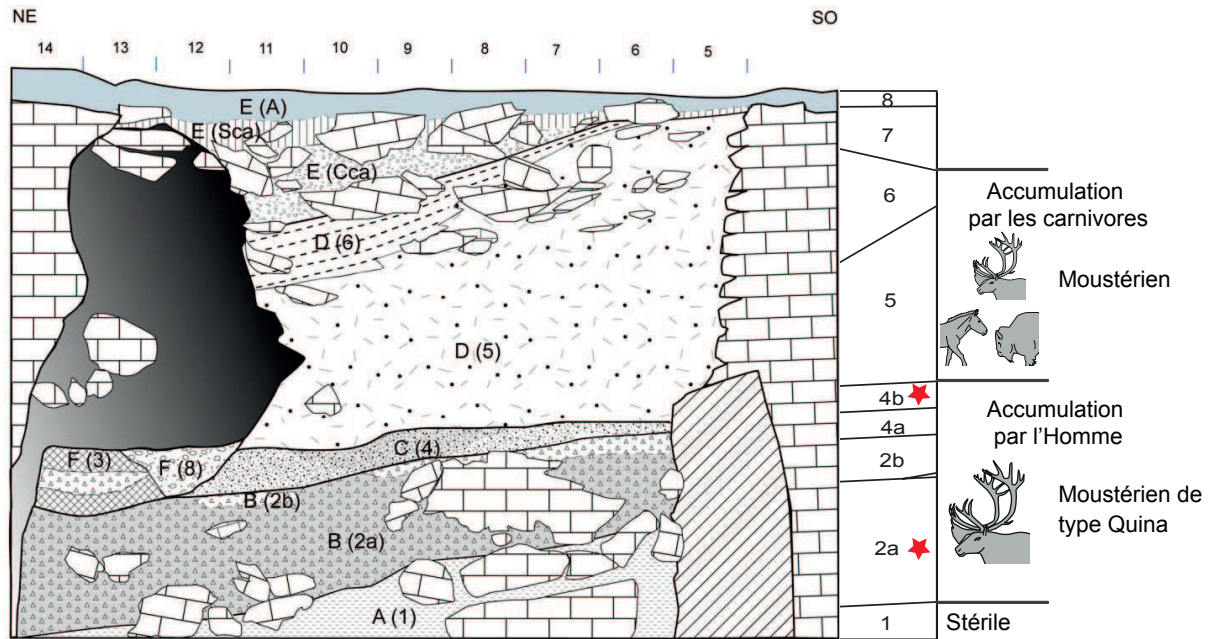 NE SO
14 13 12 11 10 9 8 7 6 5
E (A)
E (Sca)
E (Cca)
D (6)
D (5)
C (4)
F (3)
F (8)
B (2b)
B (2a)
A (1)
8
7
6
5
4b
4a
2b
2a
1
Accumulation
par les carnivores
Moustérien
Accumulation
par l'Homme
Moustérien de
type Quina
Stérile